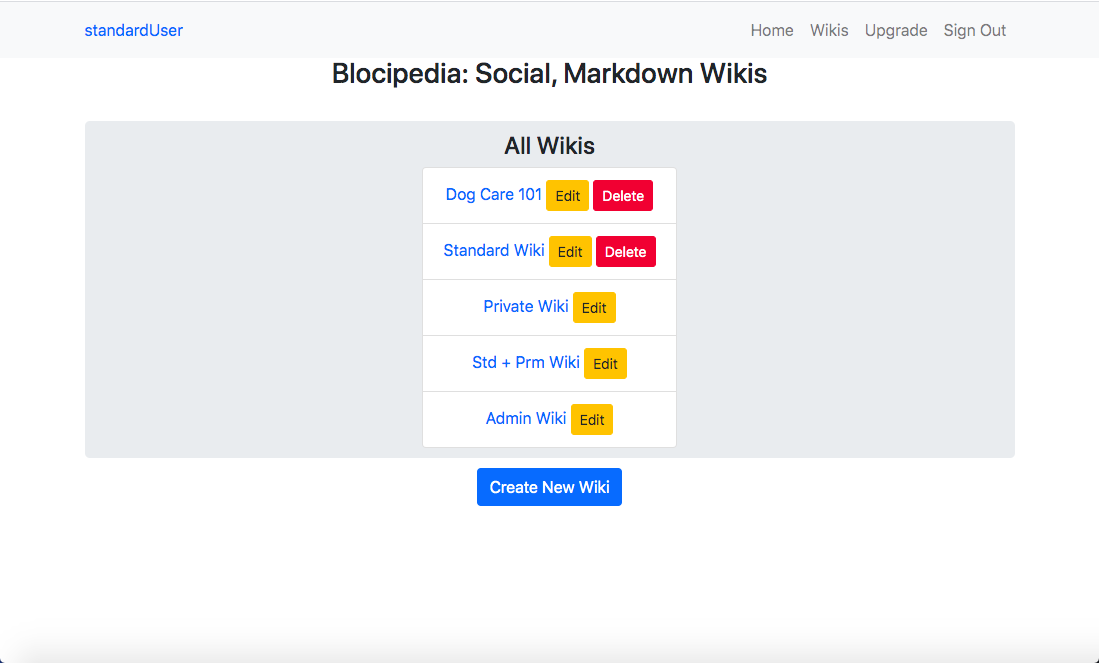 standardUser Home Wikis Upgrade Sign Out
Blocipedia: Social, Markdown Wikis
All Wikis
Dog Care 101 Edit Delete
Standard Wiki Edit Delete
Private Wiki Edit
Std + Prm Wiki Edit
Admin Wiki Edit
Create New Wiki